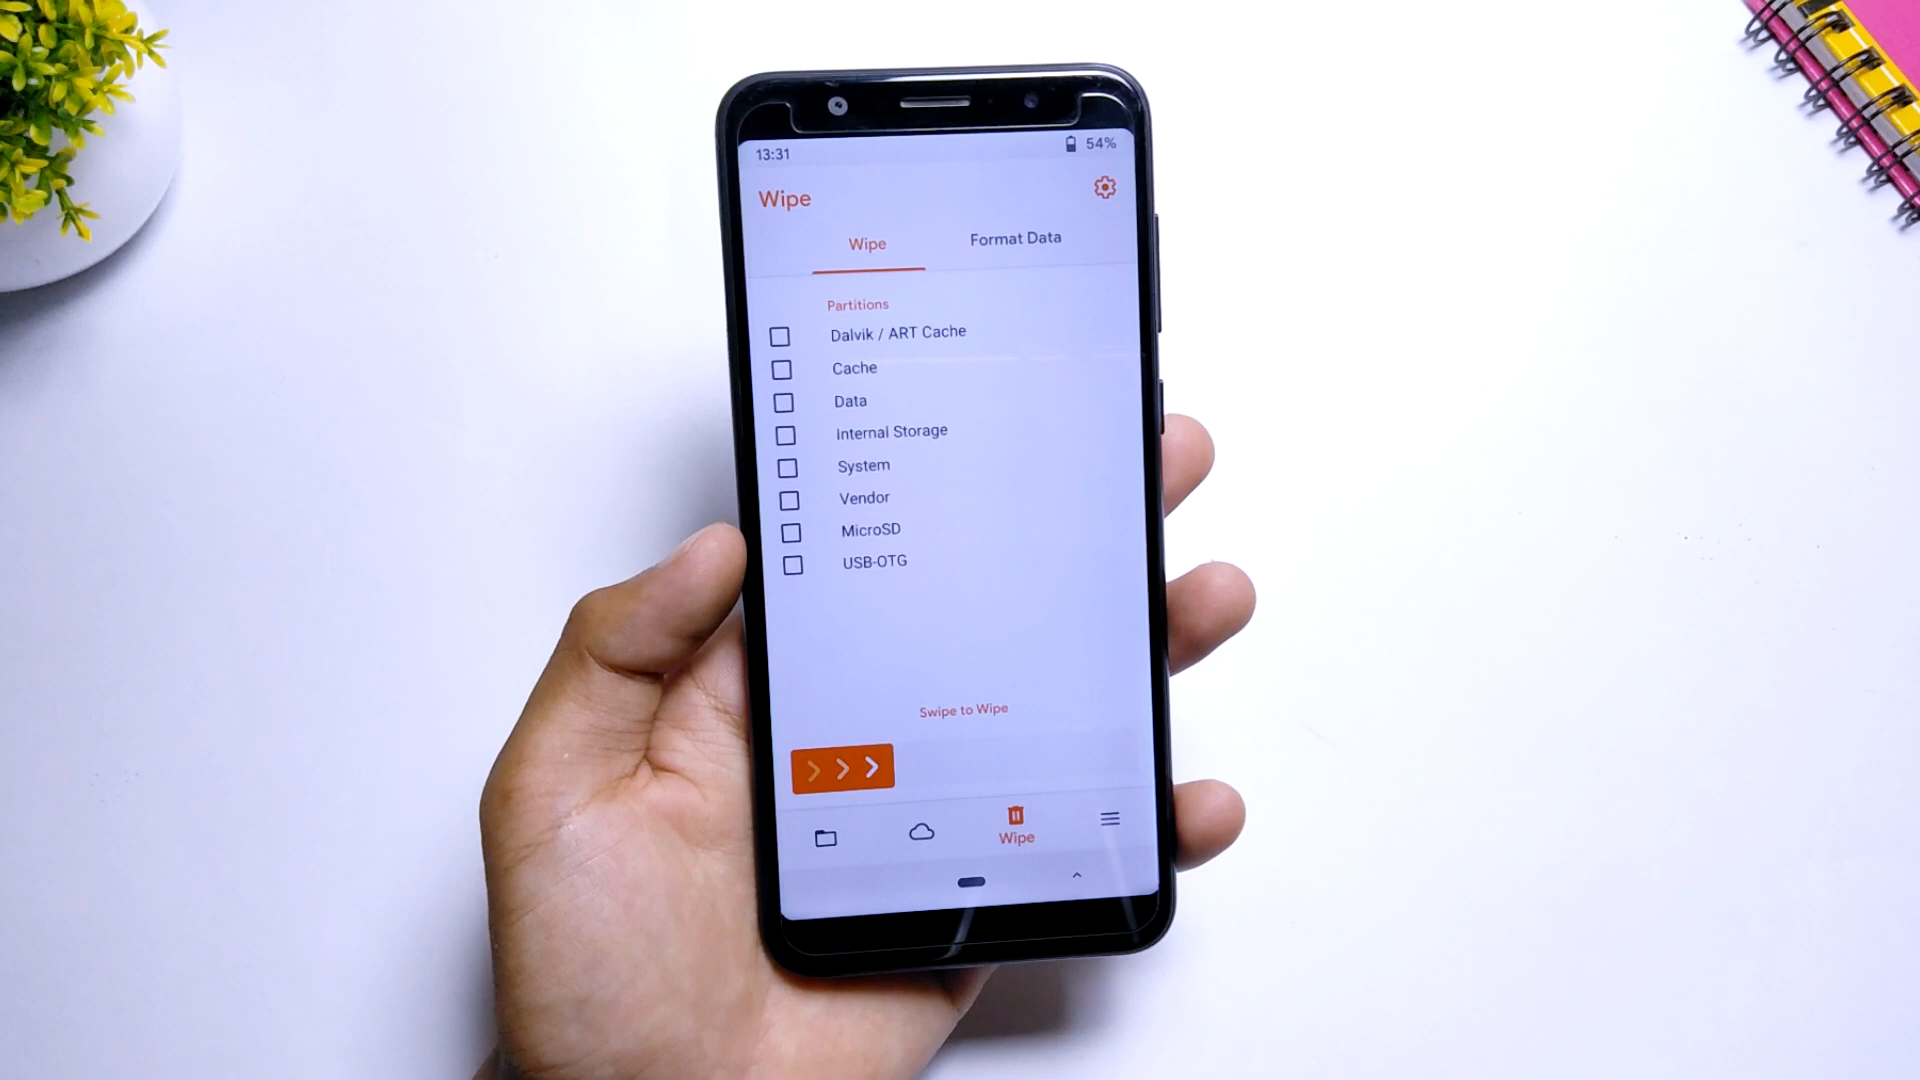 13:31
54%
Wipe
Wipe
Format Data
Partitions
Dalvik / ART Cache
Cache
Data
Internal Storage
System
Vendor
MicroSD
USB-OTG
Swipe to Wipe
Wipe